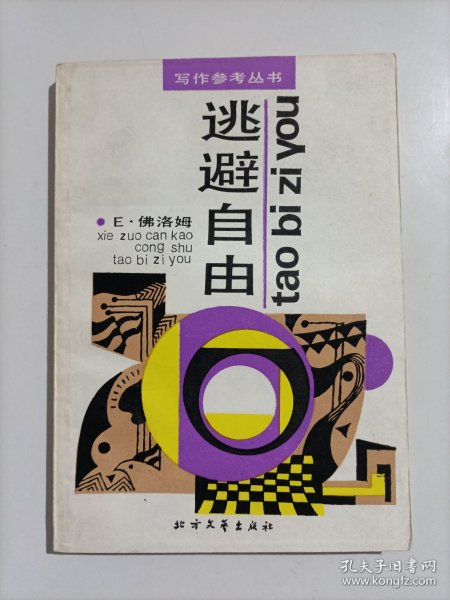 写作参考丛书
逃避自由
tao bi zi you
E·佛洛姆
xie zuo can kao
cong shu
tao bi zi you
北方文艺出版社
孔夫子旧书网
www.kongfz.com